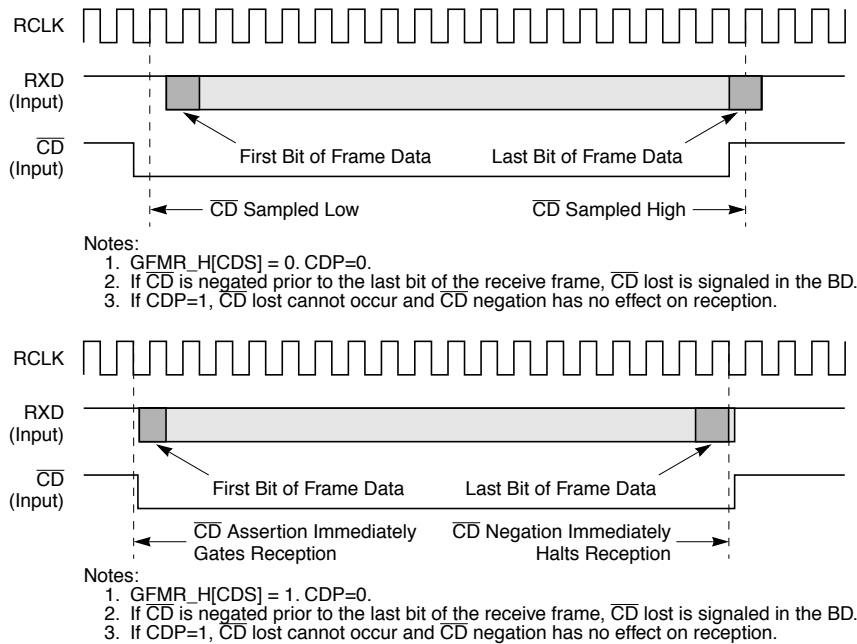 RCLK
RXD
(Input)
CD
(Input)
First Bit of Frame Data
Last Bit of Frame Data
CD Sampled Low
CD Sampled High
Notes:
1. GFMR_H[CDS] = 0. CDP=0.
2. If CD is negated prior to the last bit of the receive frame, CD lost is signaled in the BD.
3. If CDP=1, CD lost cannot occur and CD negation has no effect on reception.
RCLK
RXD
(Input)
CD
(Input)
First Bit of Frame Data
Last Bit of Frame Data
CD Assertion Immediately
Gates Reception
CD Negation Immediately
Halts Reception
Notes:
1. GFMR_H[CDS] = 1. CDP=0.
2. If CD is negated prior to the last bit of the receive frame, CD lost is signaled in the BD.
3. If CDP=1, CD lost cannot occur and CD negation has no effect on reception.